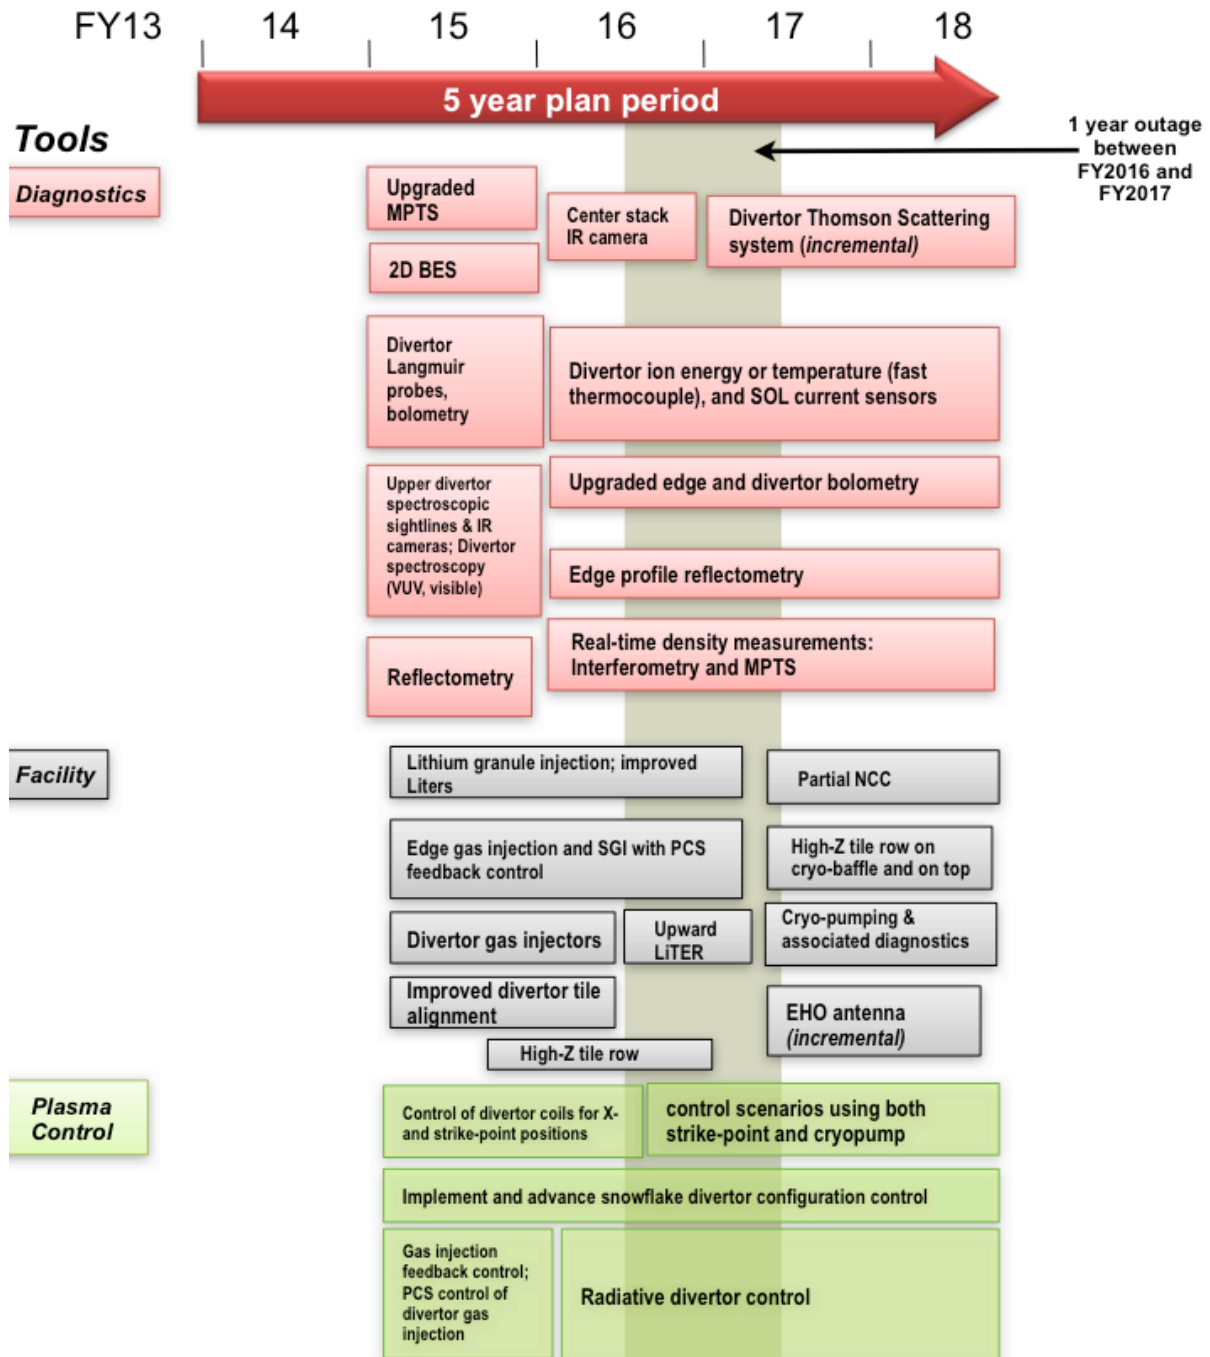 FY13 14 15 16 17 18
5 year plan period
1 year outage
between
FY2016 and
FY2017
Tools
Diagnostics
Upgraded
MPTS
Center stack
IR camera
Divertor Thomson Scattering
system (incremental)
2D BES
Divertor
Langmuir
probes,
bolometry
Divertor ion energy or temperature (fast
thermocouple), and SOL current sensors
Upper divertor
spectroscopic
sightlines & IR
cameras; Divertor
spectroscopy
(VUV, visible)
Upgraded edge and divertor bolometry
Edge profile reflectometry
Reflectometry
Real-time density measurements:
Interferometry and MPTS
Facility
Lithium granule injection; improved
Liters
Partial NCC
Edge gas injection and SGI with PCS
feedback control
High-Z tile row on
cryo-baffle and on top
Divertor gas injectors
Upward
LiTER
Cryo-pumping &
associated diagnostics
Improved divertor tile
alignment
EHO antenna
(incremental)
High-Z tile row
Plasma
Control
Control of divertor coils for X-
and strike-point positions
control scenarios using both
strike-point and cryopump
Implement and advance snowflake divertor configuration control
Gas injection
feedback control;
PCS control of
divertor gas
injection
Radiative divertor control